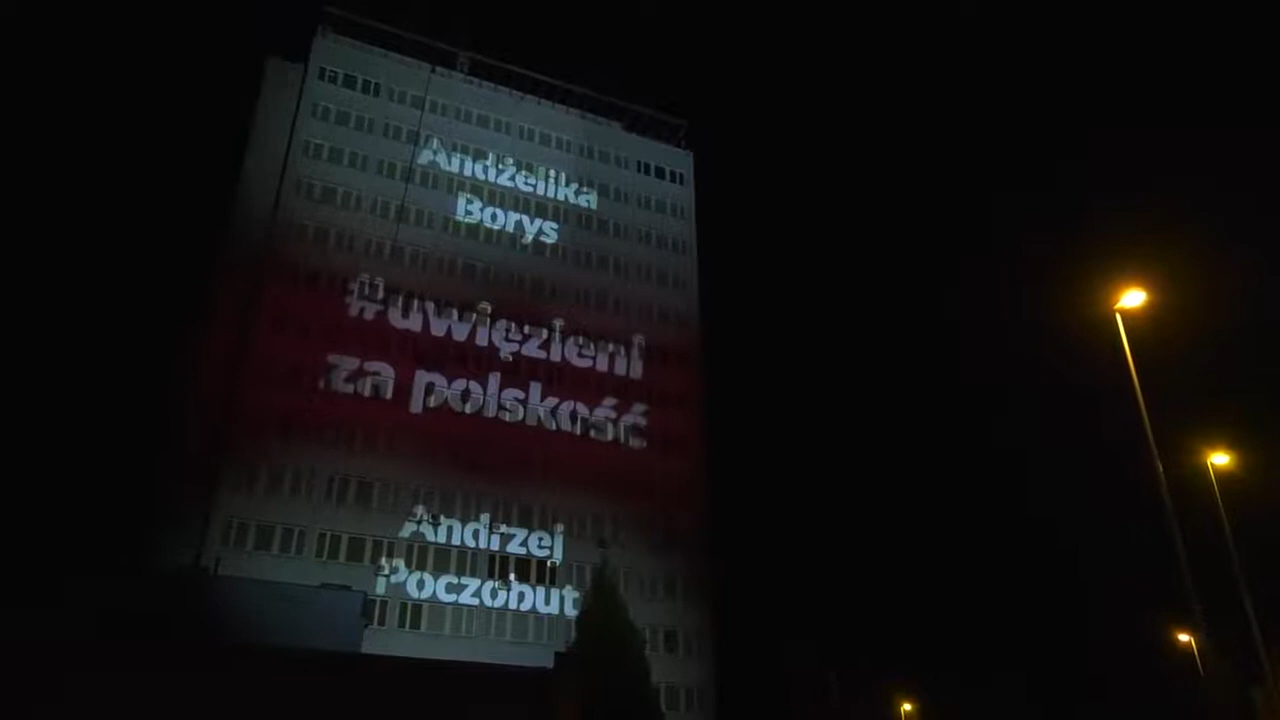 Andżelika
Borys
#uwięzieni
za polskość
Andrzej
Poczobut